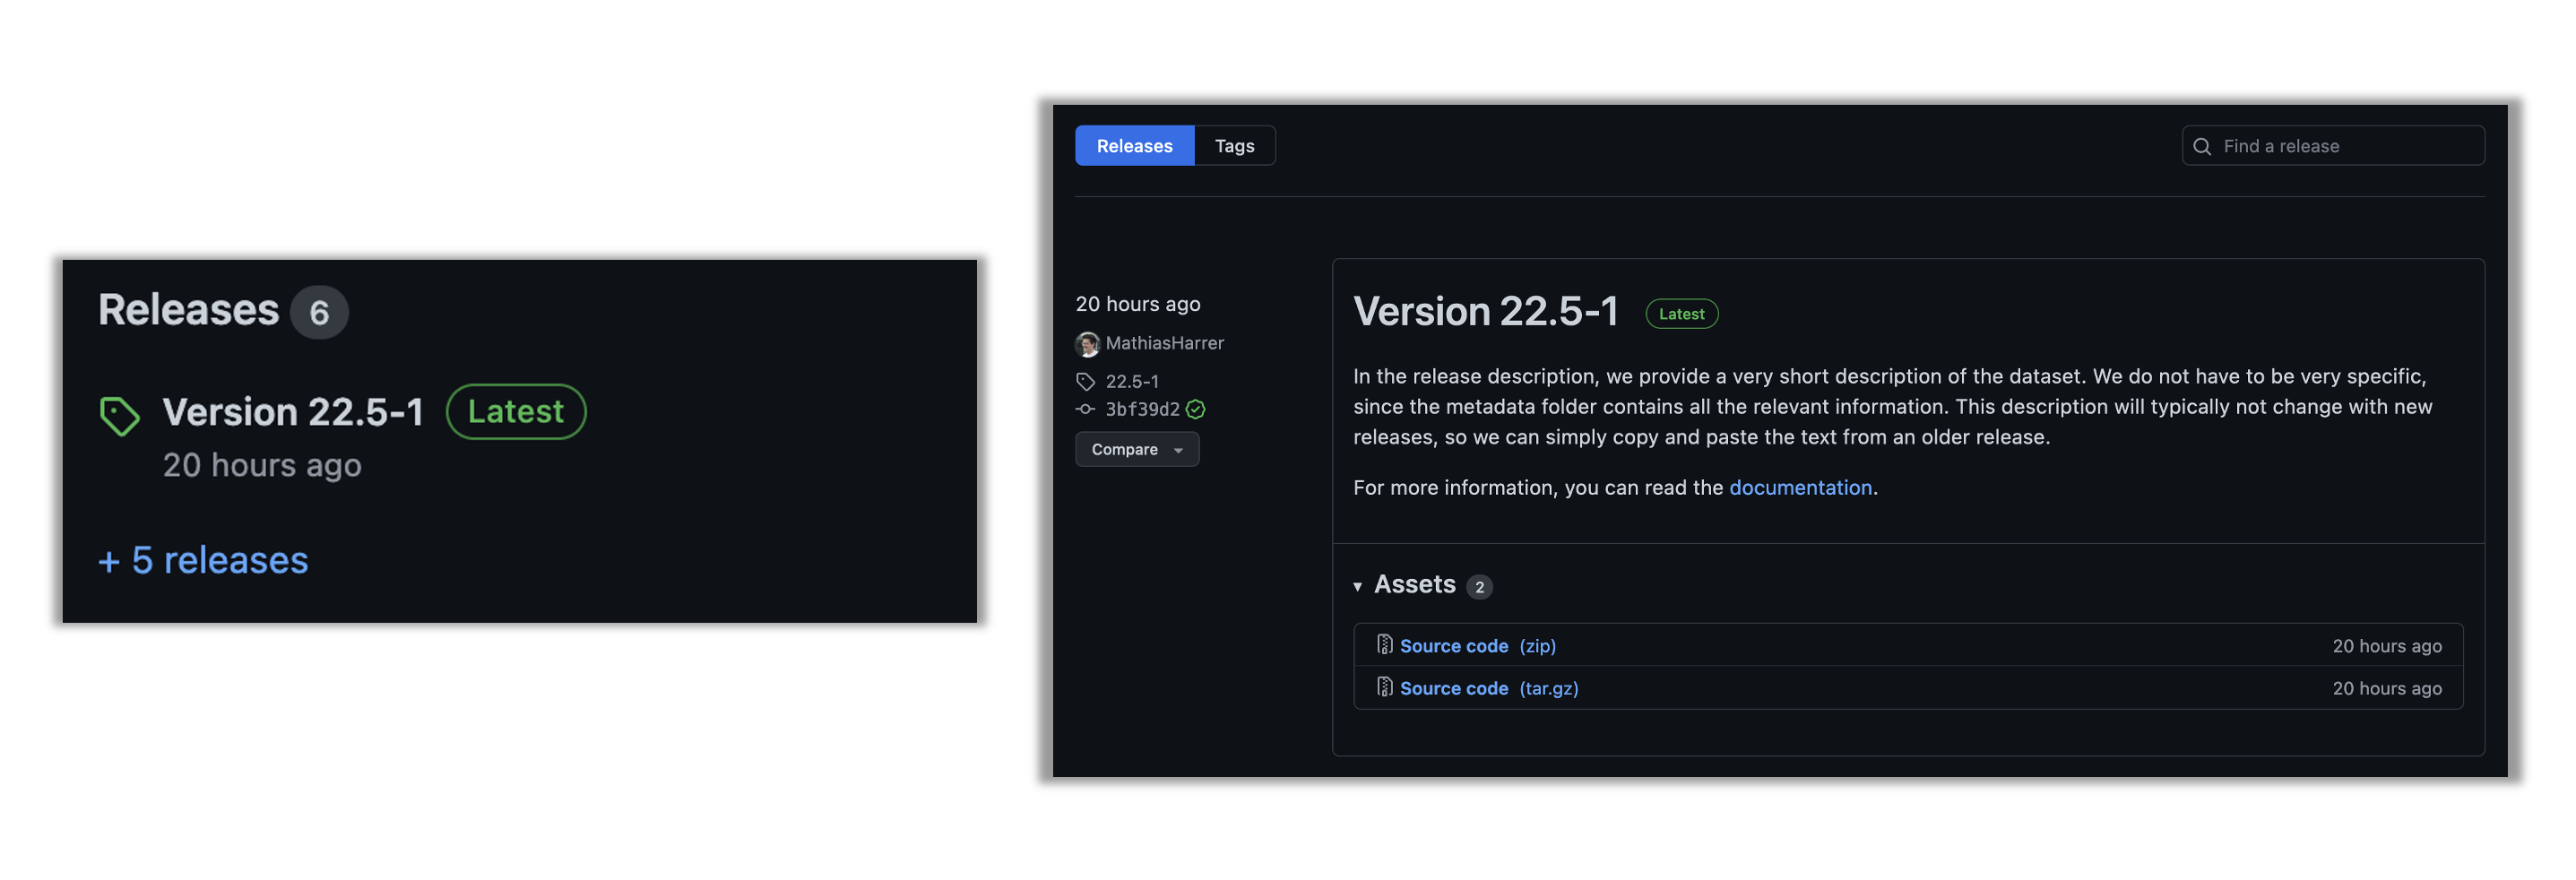 Releases 6
Version 22.5-1 Latest
20 hours ago
+ 5 releases
Releases Tags
Find a release
20 hours ago
MathiasHarrer
22.5-1
3bf39d2
Compare
Version 22.5-1 Latest
In the release description, we provide a very short description of the dataset. We do not have to be very specific,
since the metadata folder contains all the relevant information. This description will typically not change with new
releases, so we can simply copy and paste the text from an older release.
For more information, you can read the documentation.
Assets 2
Source code (zip) 20 hours ago
Source code (tar.gz) 20 hours ago